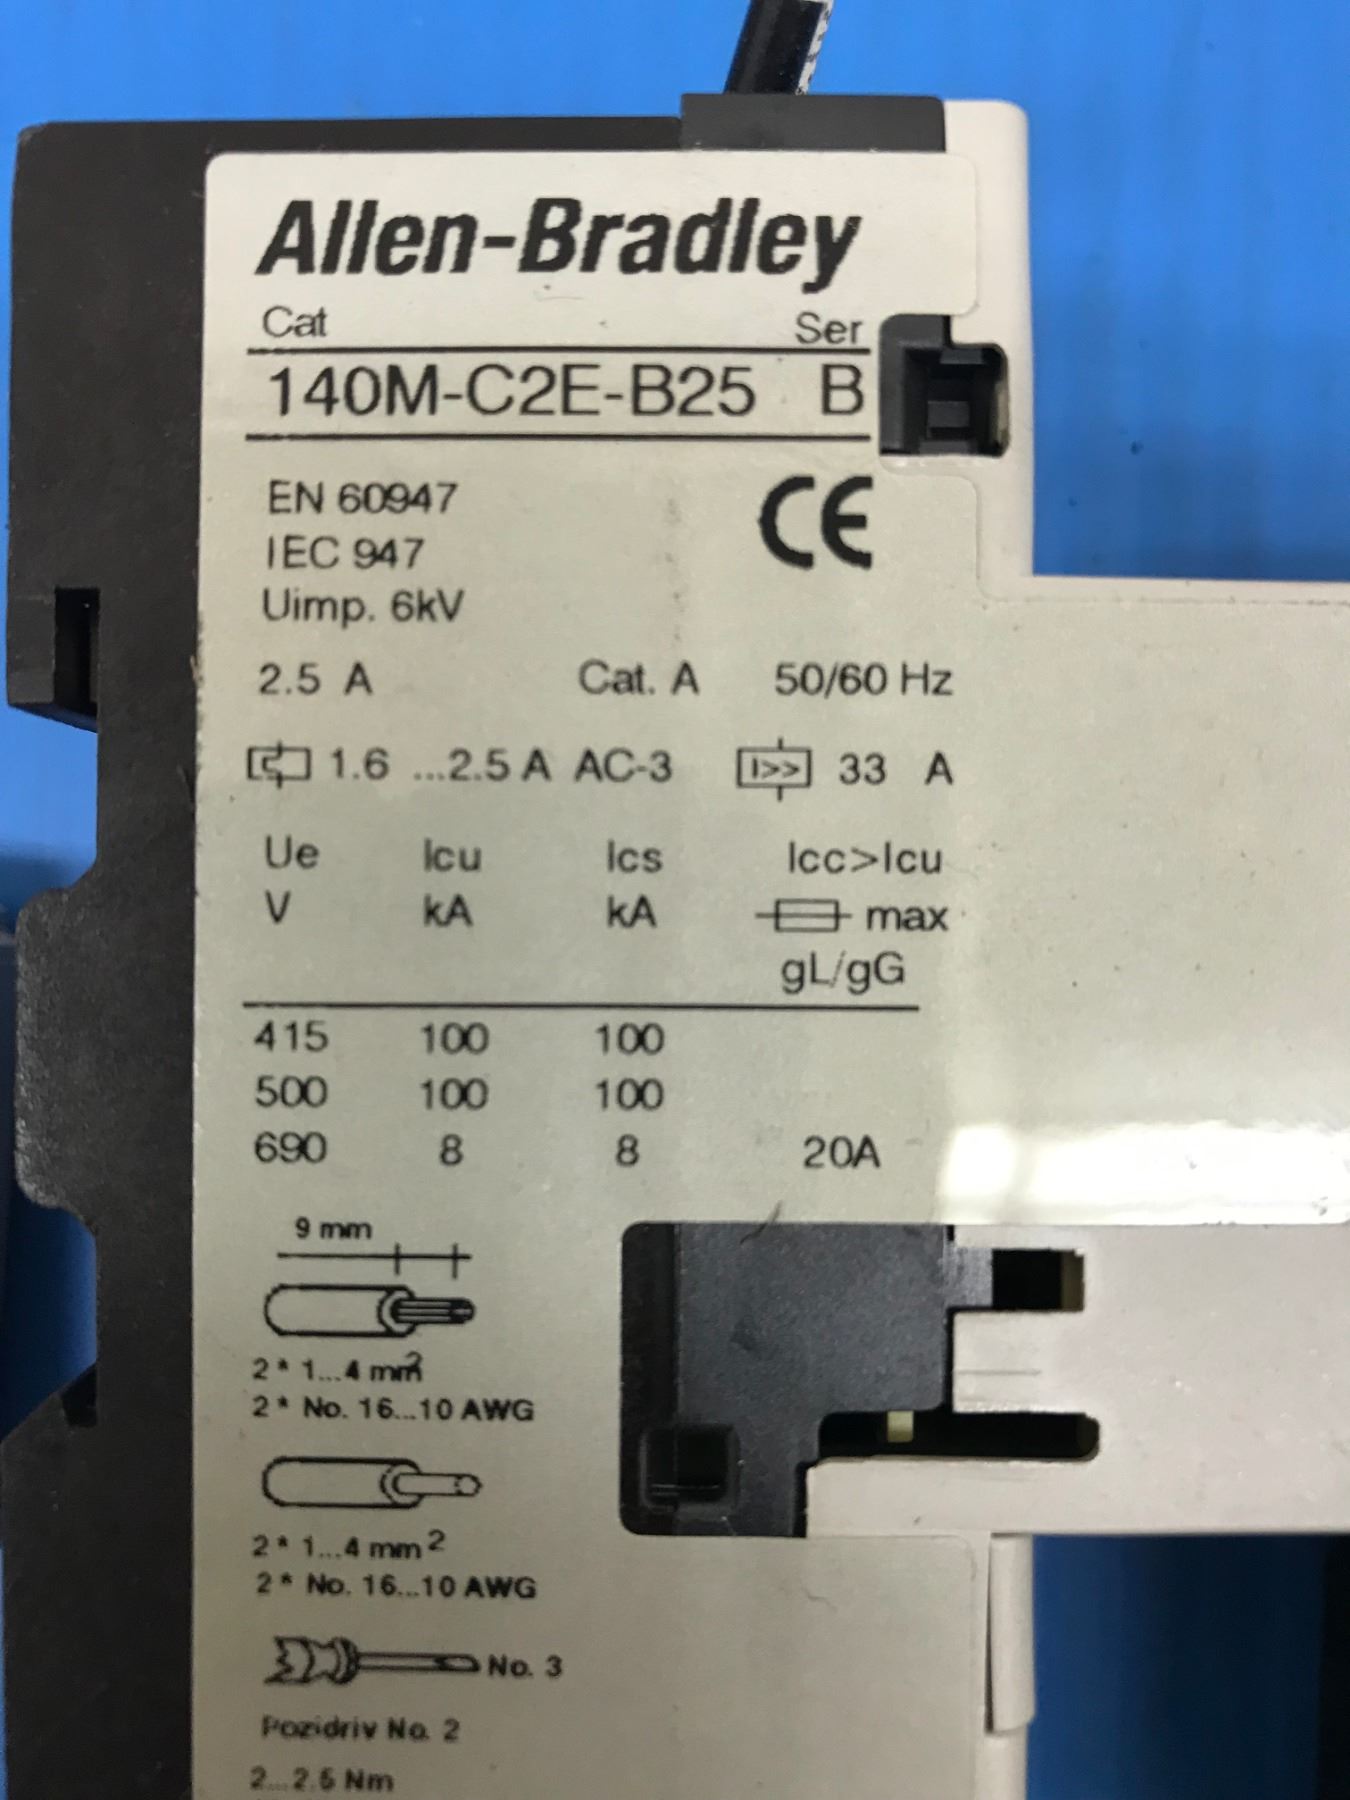 Allen-Bradley
Cat Ser
140M-C2E-B25 B
EN 60947
IEC 947
Uimp. 6kV
CE
2.5 A Cat. A 50/60 Hz
1.6 ...2.5 A AC-3 I>> 33 A
Ue Icu Ics Icc>Icu
V kA kA max
gL/gG
415 100 100
500 100 100
690 8 8 20A
9 mm
2* 1...4 mm2
2* No. 16...10 AWG
2* 1...4 mm2
2* No. 16...10 AWG
No. 3
Pozidriv No. 2
2...2.5 Nm